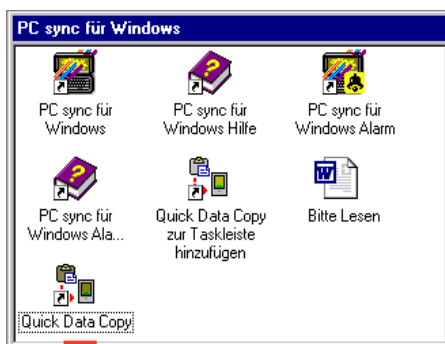 PC sync für Windows
PC sync für
Windows
PC sync für
Windows Hilfe
PC sync für
Windows Alarm
PC sync für
Windows Ala...
Quick Data Copy
zur Taskleiste
hinzufügen
Bitte Lesen
Quick Data Copy